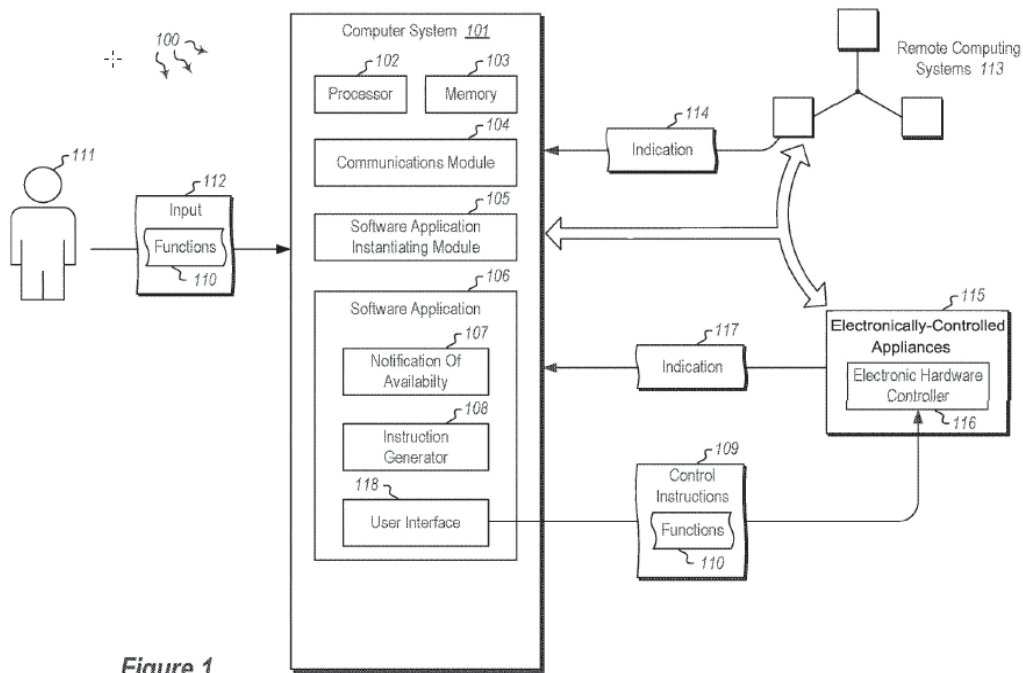 100
Computer System 101
102
Processor
103
Memory
104
Communications Module
105
Software Application
Instantiating Module
106
Software Application
107
Notification Of
Availabilty
108
Instruction
Generator
118
User Interface
111
112
Input
Functions
110
114
Indication
Remote Computing
Systems 113
115
Electronically-Controlled
Appliances
Electronic Hardware
Controller
116
117
Indication
109
Control
Instructions
Functions
110
Figure 1